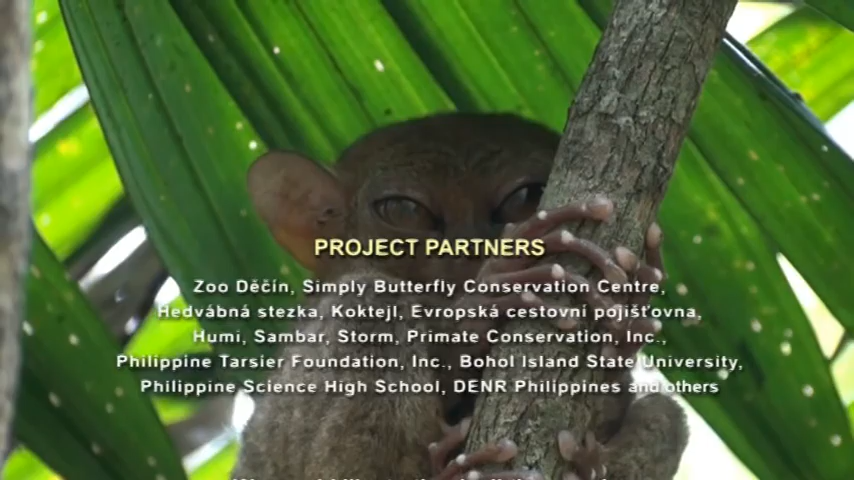 PROJECT PARTNERS
Zoo Děčín, Simply Butterfly Conservation Centre,
Hedvábná stezka, Koktejl, Evropská cestovní pojišťovna,
Humi, Sambar, Storm, Primate Conservation, Inc.,
Philippine Tarsier Foundation, Inc., Bohol Island State University,
Philippine Science High School, DENR Philippines and others